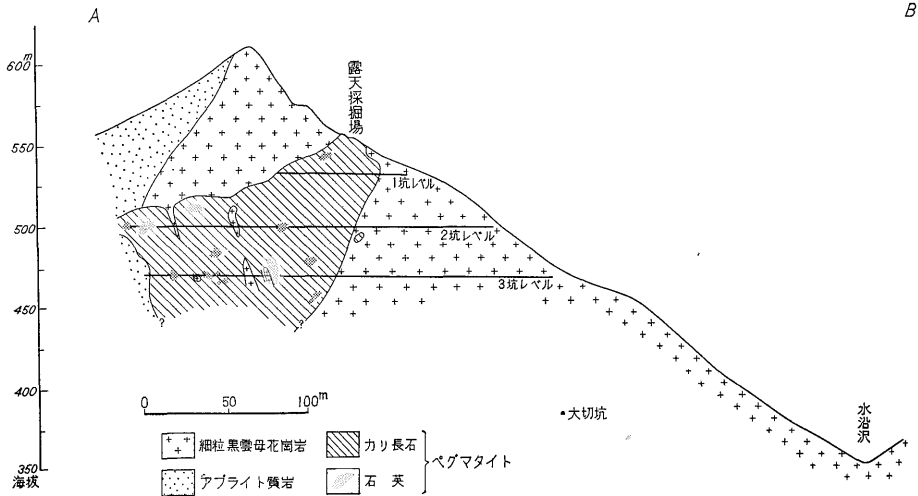 A
B
m
600
550
500
450
400
350
海拔
露天採掘場
1坑レベル
2坑レベル
3坑レベル
?
?
0 50 100m
大切坑
水沿沢
細粒黒雲母花崗岩
カリ長石
アプライト質岩
石英
ペグマタイト